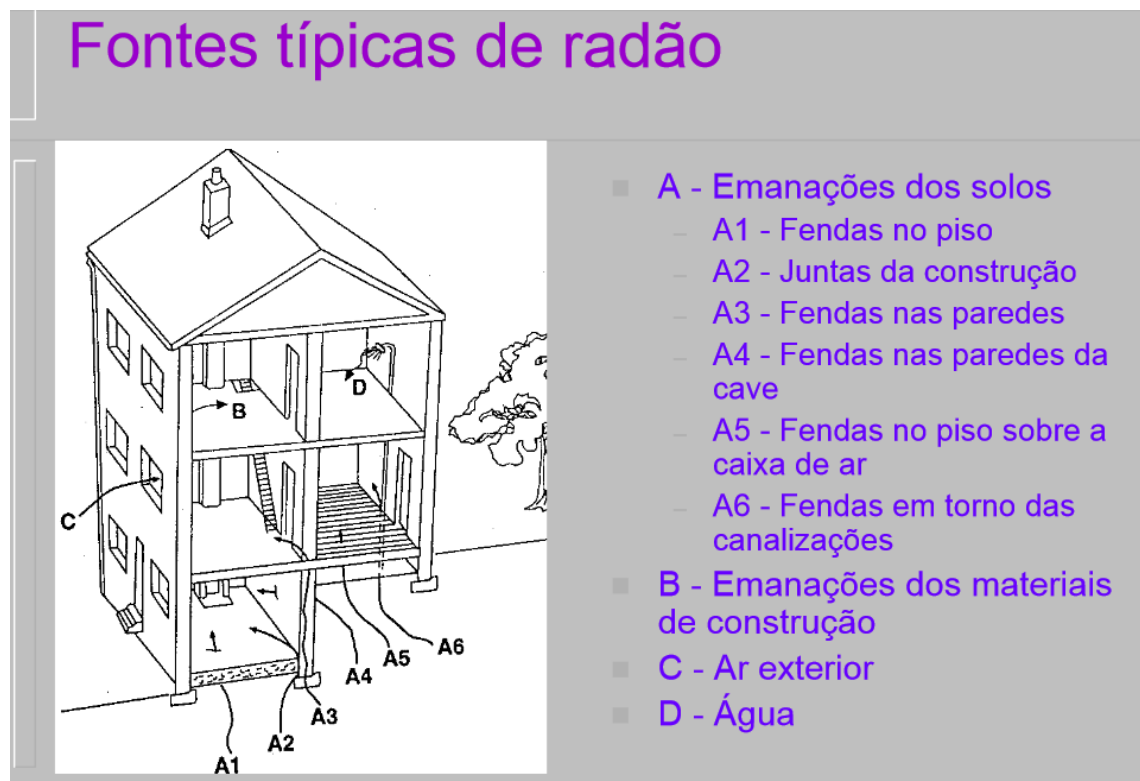 Fontes típicas de radão
A - Emanações dos solos
A1 - Fendas no piso
A2 - Juntas da construção
A3 - Fendas nas paredes
A4 - Fendas nas paredes da
cave
A5 - Fendas no piso sobre a
caixa de ar
A6 - Fendas em torno das
canalizações
B - Emanações dos materiais
de construção
C - Ar exterior
D - Água
D
B
C
A6
A5
A4
A3
A2
A1